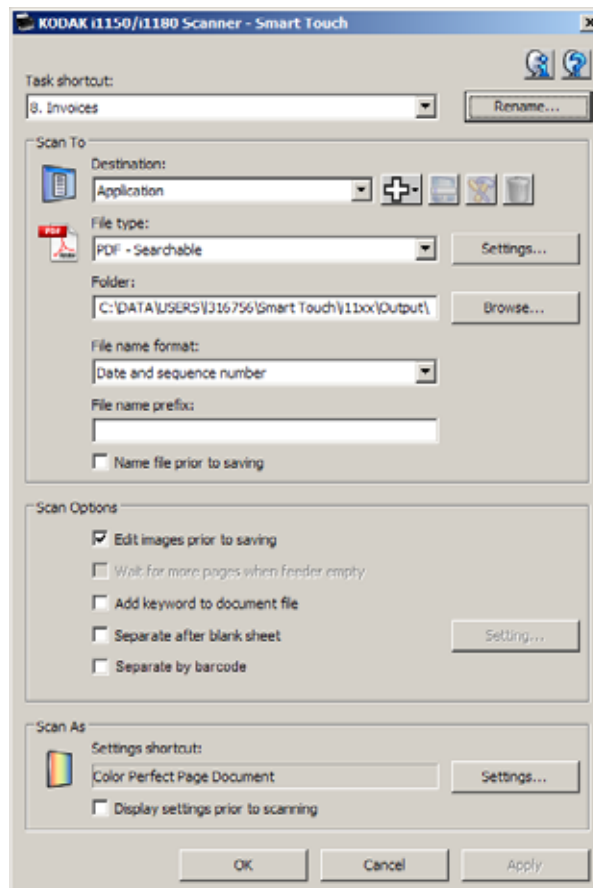 KODAK i1150/i1180 Scanner - Smart Touch
Task shortcut:
8. Invoices
Rename...
Scan To
Destination:
Application
File type:
PDF - Searchable
Settings...
Folder:
C:\DATA\USERS\J316756\Smart Touch\i11xx\Output\
Browse...
File name format:
Date and sequence number
File name prefix:
Name file prior to saving
Scan Options
Edit images prior to saving
Wait for more pages when feeder empty
Add keyword to document file
Separate after blank sheet
Setting...
Separate by barcode
Scan As
Settings shortcut:
Color Perfect Page Document
Settings...
Display settings prior to scanning
OK
Cancel
Apply